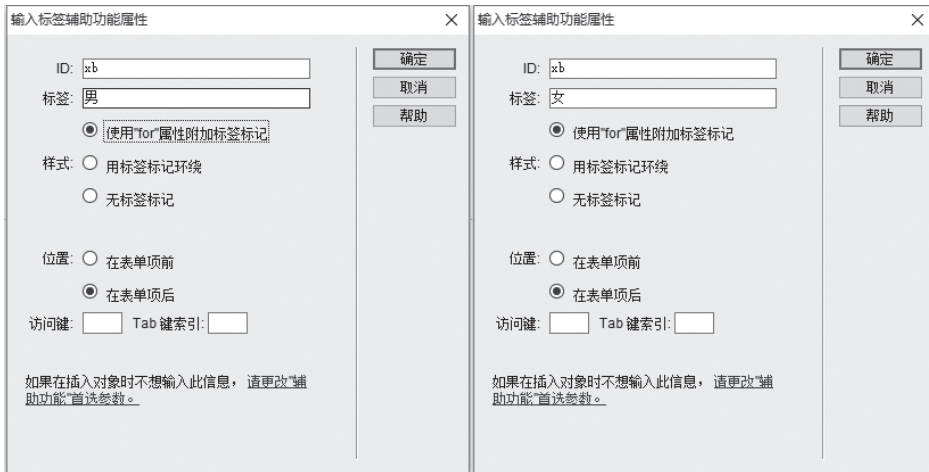 输入标签辅助功能属性
ID: xb
标签: 男
使用"for"属性附加标签标记
样式: 用标签标记环绕
无标签标记
位置: 在表单项前
在表单项后
访问键: Tab 键索引:
如果在插入对象时不想输入此信息，请更改"辅
助功能"首选参数。
确定
取消
帮助
输入标签辅助功能属性
ID: xb
标签: 女
使用"for"属性附加标签标记
样式: 用标签标记环绕
无标签标记
位置: 在表单项前
在表单项后
访问键: Tab 键索引:
如果在插入对象时不想输入此信息，请更改"辅
助功能"首选参数。
确定
取消
帮助